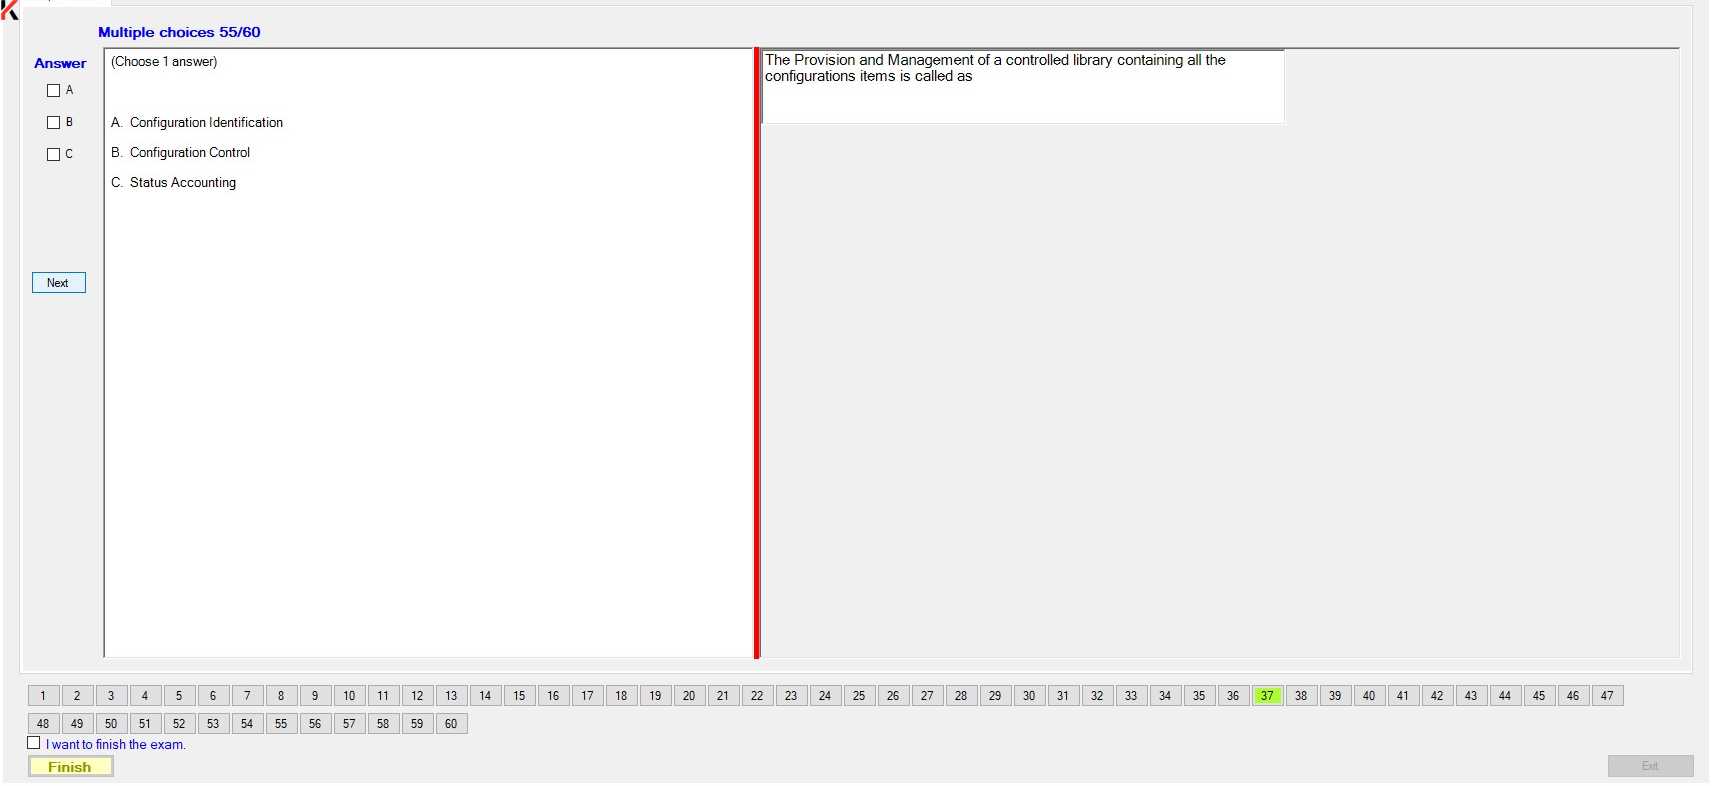 Multiple choices 55/60
Answer
A
B
C
Next
(Choose 1 answer)
A. Configuration Identification
B. Configuration Control
C. Status Accounting
The Provision and Management of a controlled library containing all the
configurations items is called as
1 2 3 4 5 6 7 8 9 10 11 12 13 14 15 16 17 18 19 20 21 22 23 24 25 26 27 28 29 30 31 32 33 34 35 36 37 38 39 40 41 42 43 44 45 46 47
48 49 50 51 52 53 54 55 56 57 58 59 60
I want to finish the exam.
Finish
Exit